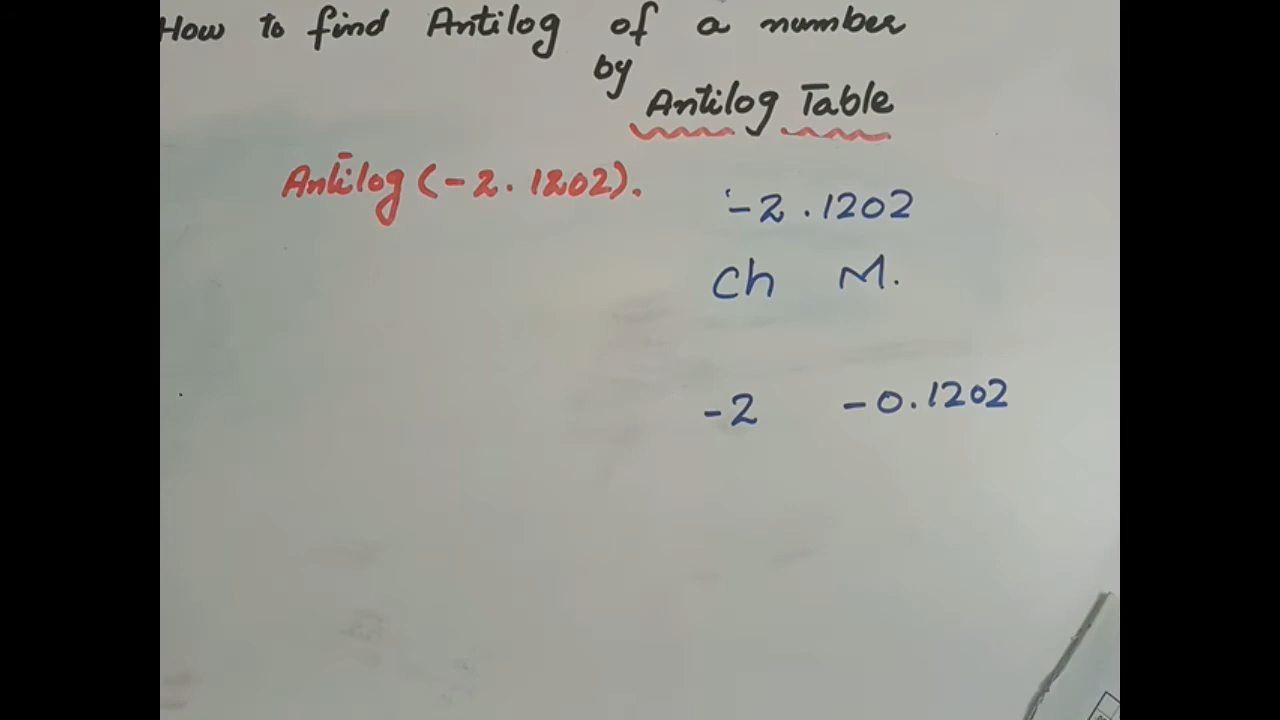 How to find Antilog of a number
by
Antilog Table
Antilog (-2.1202).
-2.1202
Ch M.
-2 -0.1202